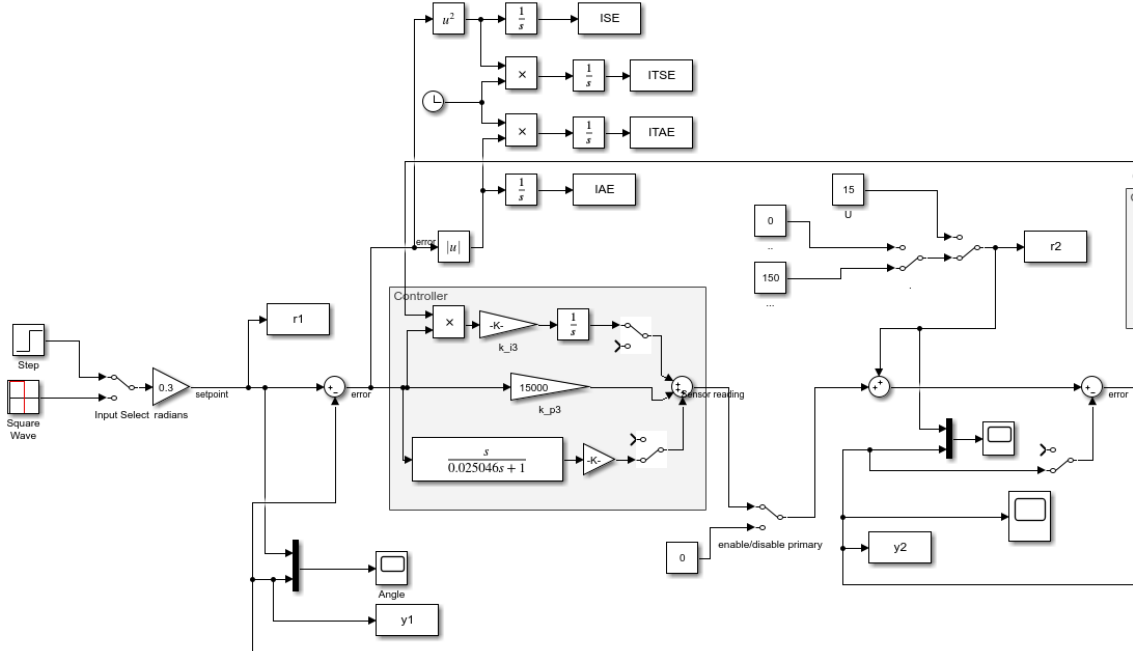 u²
1
s
ISE
×
1
s
ITSE
×
1
s
ITAE
1
s
IAE
error
|u|
15
U
0
..
150
...
r2
.
Controller
×
-K-
k_i3
1
s
r1
Step
Square
Wave
Input Select
0.3
radians
setpoint
+
−
error
15000
k_p3
+
+
+
Sensor reading
s
0.025046s + 1
-K-
+
+
+
−
error
enable/disable primary
0
y2
Angle
y1